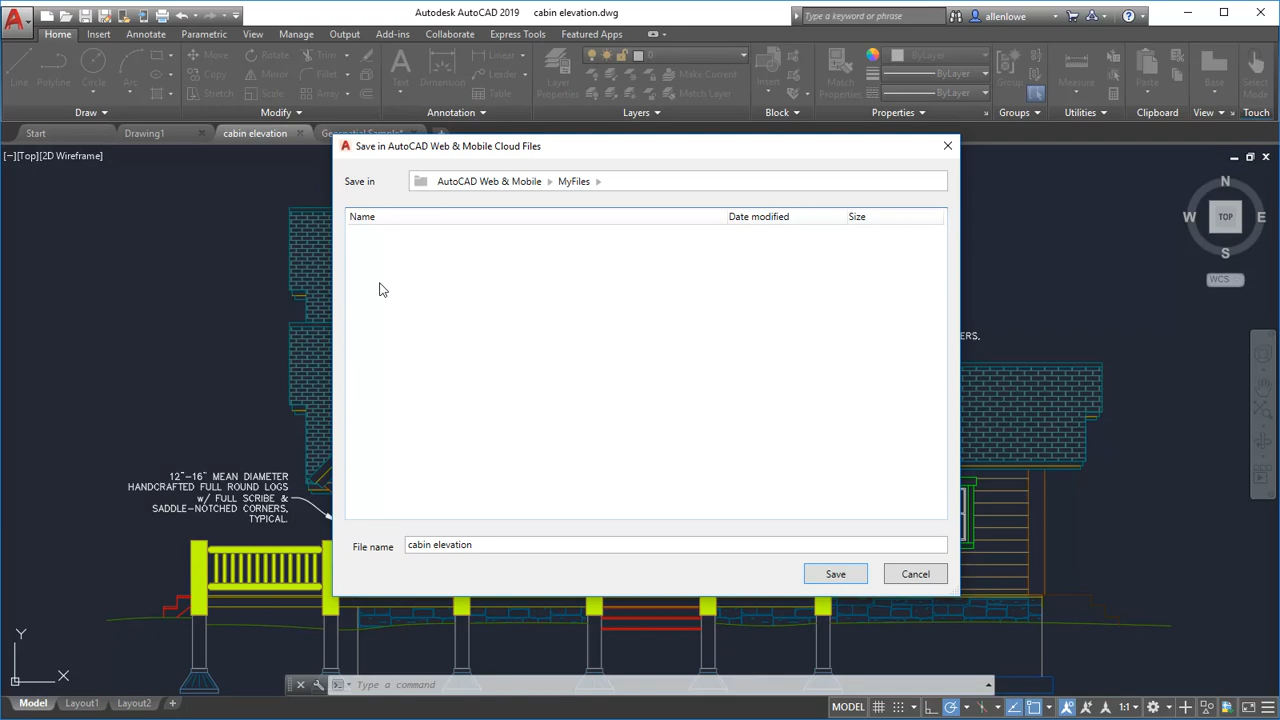 Autodesk AutoCAD 2019 cabin elevation.dwg
Type a keyword or phrase
allenlowe
Home Insert Annotate Parametric View Manage Output Add-ins Collaborate Express Tools Featured Apps
Line Polyline Circle Arc
Move Rotate Trim
Copy Mirror Fillet
Stretch Scale Array
Text Dimension
Linear
Leader
Table
Layer
Properties
0
Make Current
Match Layer
Insert
Match
Properties
ByLayer
ByLayer
ByLayer
Group
Measure
Paste
Base
Select
Mode
Draw Modify Annotation Layers Block Properties Groups Utilities Clipboard View Touch
Start Drawing1 cabin elevation Geospatial Sample*
[−][Top][2D Wireframe]
Save in AutoCAD Web & Mobile Cloud Files
Save in AutoCAD Web & Mobile MyFiles
Name Date modified Size
N
W TOP E
S
WCS
ERS,
12"-16" MEAN DIAMETER
HANDCRAFTED FULL ROUND LOGS
w/ FULL SCRIBE &
SADDLE-NOTCHED CORNERS,
TYPICAL.
File name cabin elevation
Save Cancel
Y
X
Type a command
Model Layout1 Layout2 +
MODEL 1:1